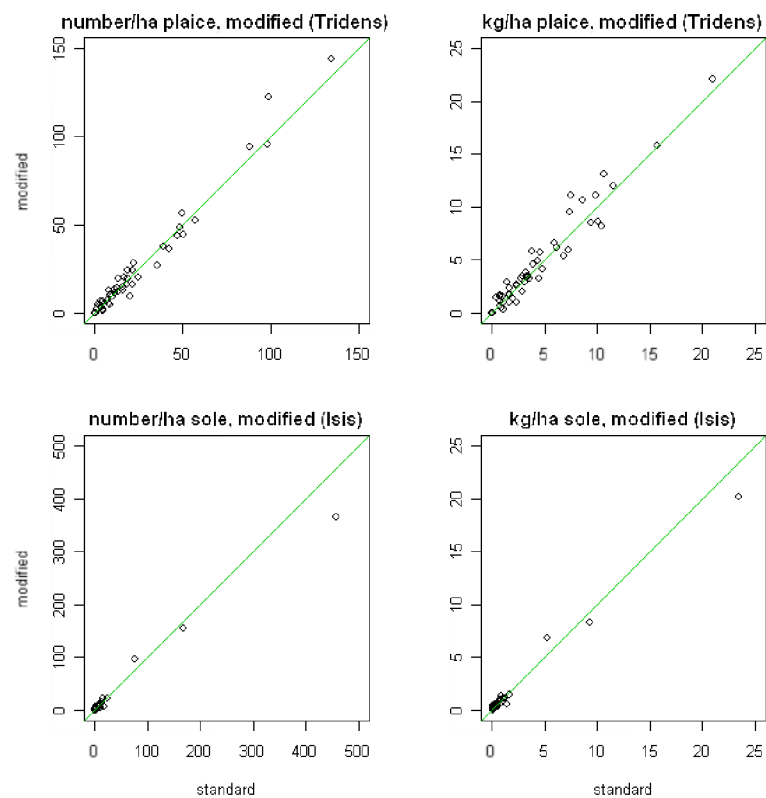 number/ha plaice, modified (Tridens)
kg/ha plaice, modified (Tridens)
modified
150
100
50
0
0 50 100 150
25
20
15
10
5
0
0 5 10 15 20 25
number/ha sole, modified (Isis)
kg/ha sole, modified (Isis)
modified
500
400
300
200
100
0
0 100 200 300 400 500
standard
25
20
15
10
5
0
0 5 10 15 20 25
standard